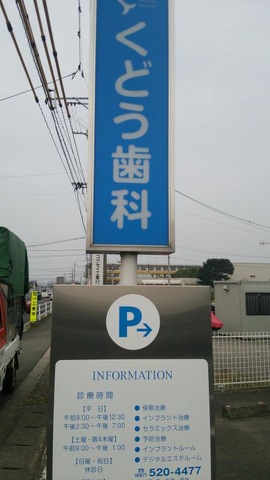 くどう歯科
P
INFORMATION
診療時間
【平　日】
午前9:00〜午後12:30
午後2:30〜午後 7:00
【土曜・第4木曜】
午前9:00〜午後 1:00
【日曜・祝日】
休診日
● 保険治療
● インプラント治療
● セラミックス治療
● 予防治療
● インプラントルーム
● デジタルエステルーム
520-4477